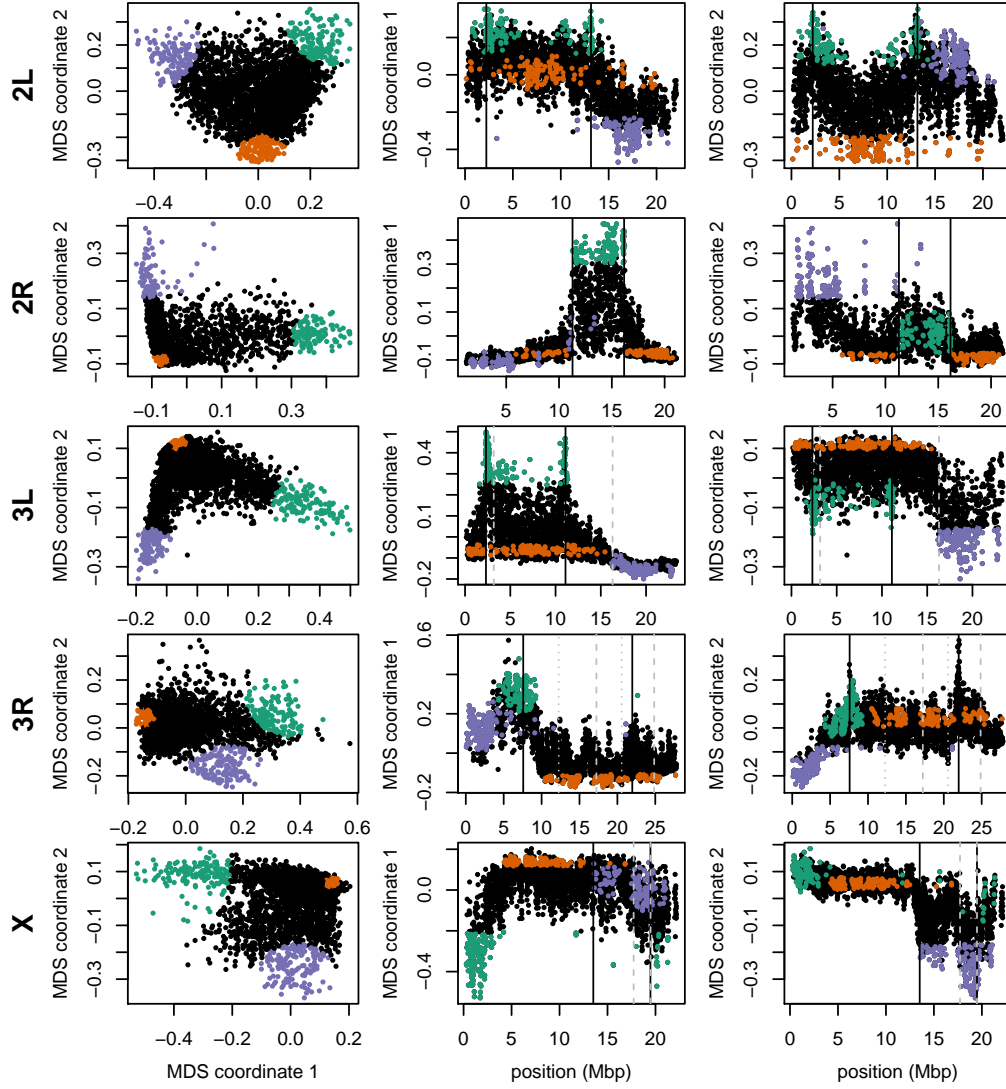 2L
MDS coordinate 2
−0.3 0.0 0.2
−0.4 0.0 0.2
MDS coordinate 1
−0.4 0.0
0 5 10 15 20
MDS coordinate 2
−0.3 0.0 0.2
0 5 10 15 20
2R
MDS coordinate 2
−0.1 0.1 0.3
−0.1 0.1 0.3
MDS coordinate 1
−0.1 0.1 0.3
5 10 15 20
MDS coordinate 2
−0.1 0.1 0.3
5 10 15 20
3L
MDS coordinate 2
−0.3 −0.1 0.1
−0.2 0.0 0.2 0.4
MDS coordinate 1
−0.2 0.1 0.4
0 5 10 15 20
MDS coordinate 2
−0.3 −0.1 0.1
0 5 10 15 20
3R
MDS coordinate 2
−0.2 0.0 0.2
−0.2 0.0 0.2 0.4 0.6
MDS coordinate 1
−0.2 0.2 0.6
0 5 10 15 20 25
MDS coordinate 2
−0.2 0.0 0.2
0 5 10 15 20 25
X
MDS coordinate 2
−0.3 −0.1 0.1
−0.4 −0.2 0.0 0.2
MDS coordinate 1
−0.4 0.0
0 5 10 15 20
MDS coordinate 2
−0.3 −0.1 0.1
0 5 10 15 20
MDS coordinate 1
position (Mbp)
position (Mbp)